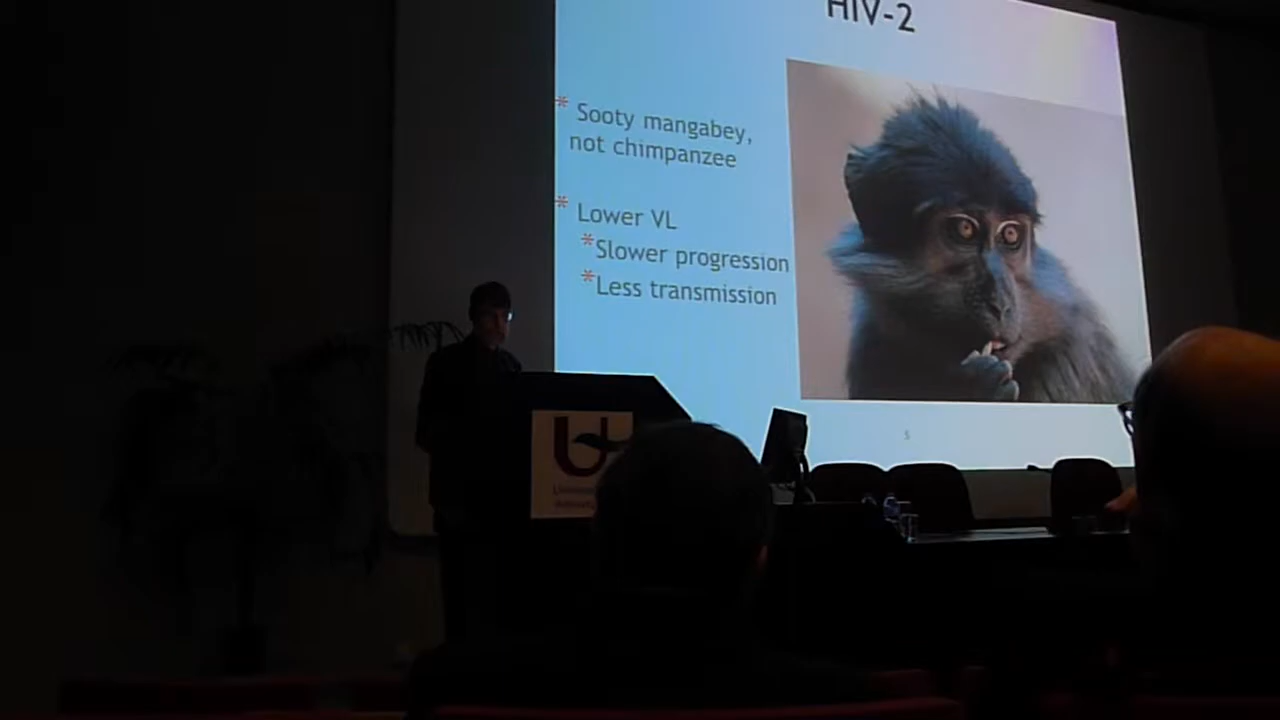 HIV-2
* Sooty mangabey,
not chimpanzee
* Lower VL
*Slower progression
*Less transmission
5
U